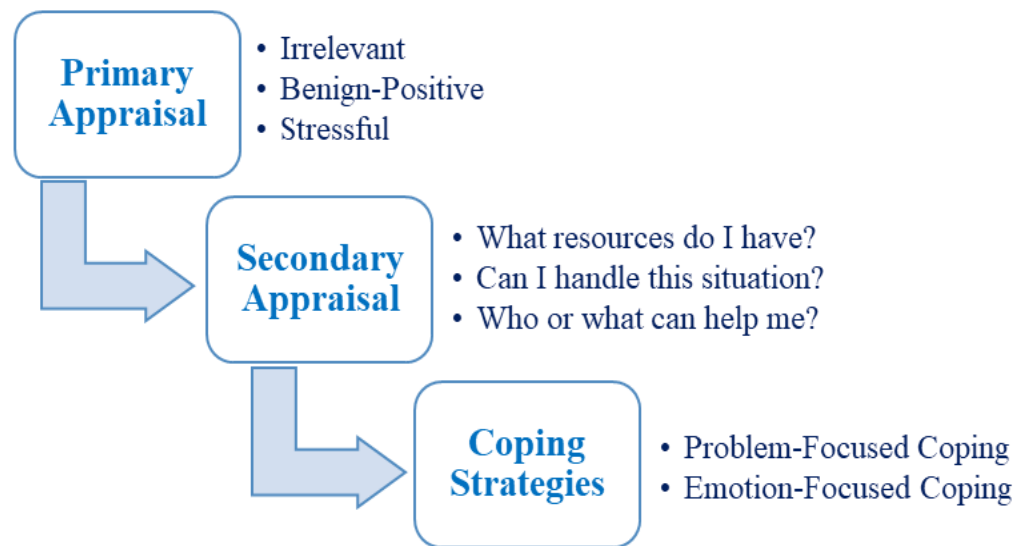 Primary
Appraisal
• Irrelevant
• Benign-Positive
• Stressful
Secondary
Appraisal
• What resources do I have?
• Can I handle this situation?
• Who or what can help me?
Coping
Strategies
• Problem-Focused Coping
• Emotion-Focused Coping